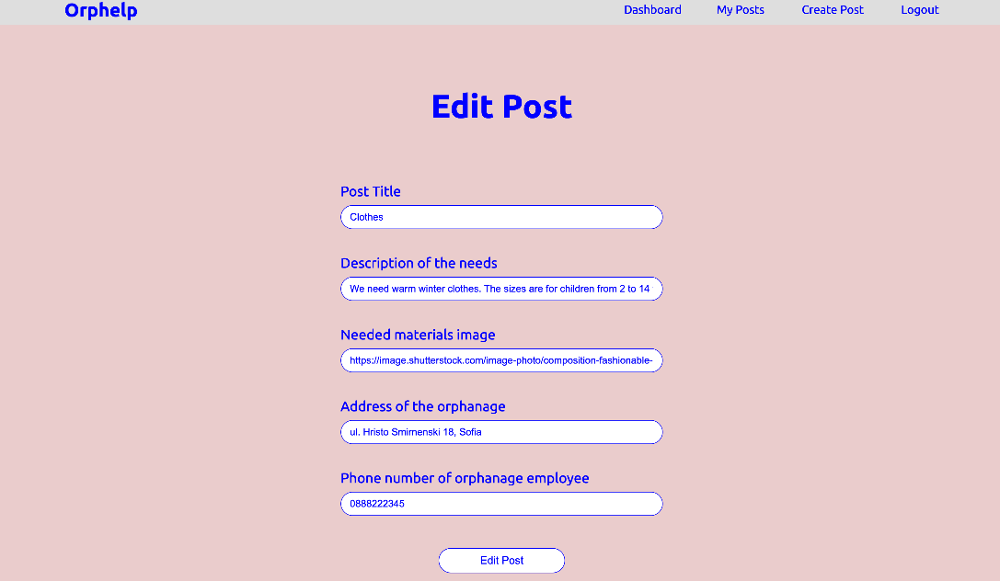 Orphelp
Dashboard My Posts Create Post Logout
Edit Post
Post Title
Clothes
Description of the needs
We need warm winter clothes. The sizes are for children from 2 to 14
Needed materials image
https://image.shutterstock.com/image-photo/composition-fashionable-
Address of the orphanage
ul. Hristo Smirnenski 18, Sofia
Phone number of orphanage employee
0888222345
Edit Post